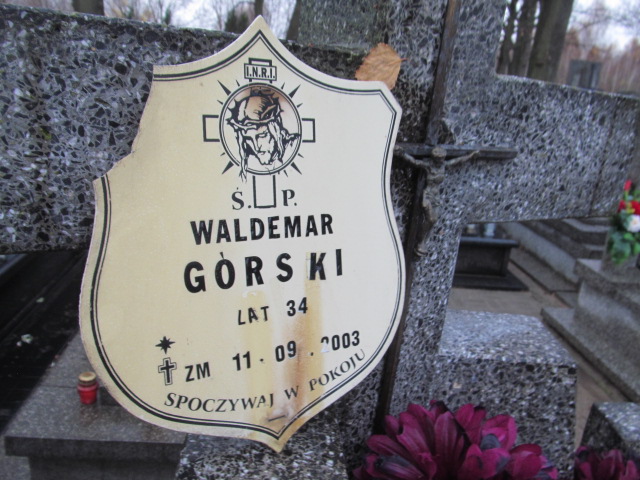 I.N.R.I.
Ś. P.
WALDEMAR
GÓRSKI
LAT 34
ZM 11.09.2003
SPOCZYWAJ W POKOJU